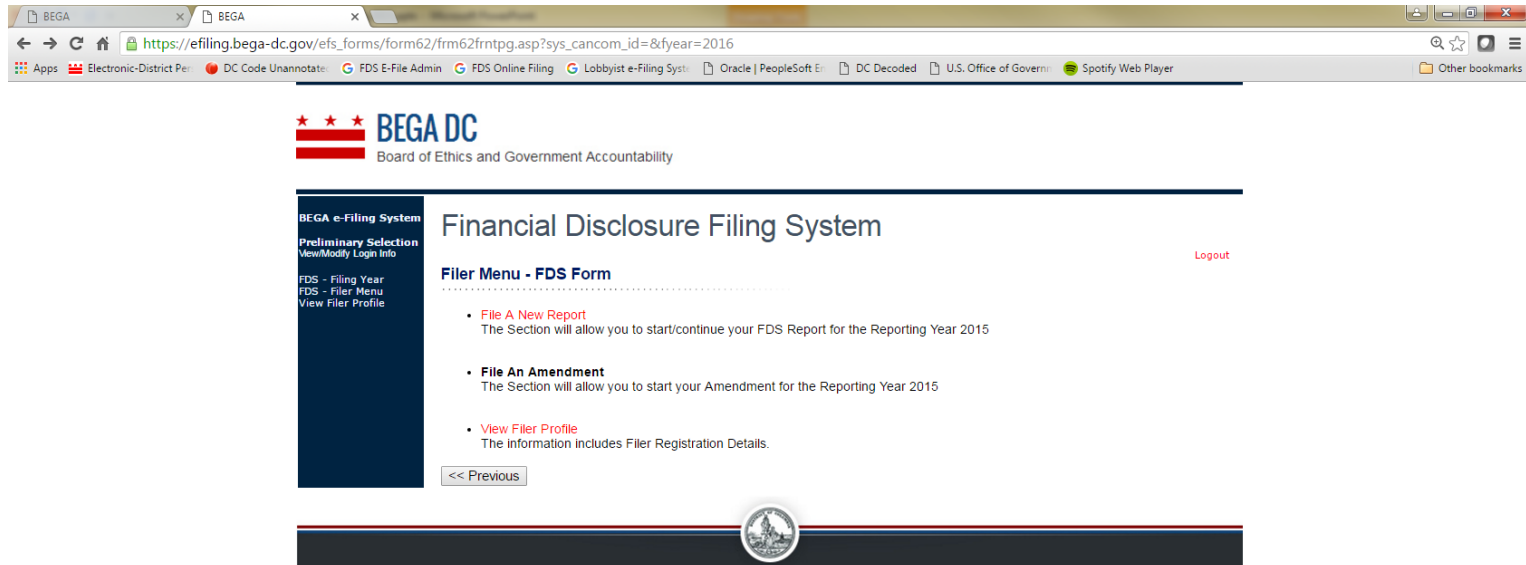 BEGA
BEGA
https://efiling.bega-dc.gov/efs_forms/form62/frm62frntpg.asp?sys_cancom_id=&fyear=2016
Apps Electronic-District Per DC Code Unannotate FDS E-File Admin FDS Online Filing Lobbyist e-Filing Syst Oracle | PeopleSoft En DC Decoded U.S. Office of Governm Spotify Web Player Other bookmarks
BEGA DC
Board of Ethics and Government Accountability
BEGA e-Filing System
Preliminary Selection
View/Modify Login Info
FDS - Filing Year
FDS - Filer Menu
View Filer Profile
Financial Disclosure Filing System
Logout
Filer Menu - FDS Form
• File A New Report
The Section will allow you to start/continue your FDS Report for the Reporting Year 2015
• File An Amendment
The Section will allow you to start your Amendment for the Reporting Year 2015
• View Filer Profile
The information includes Filer Registration Details.
<< Previous